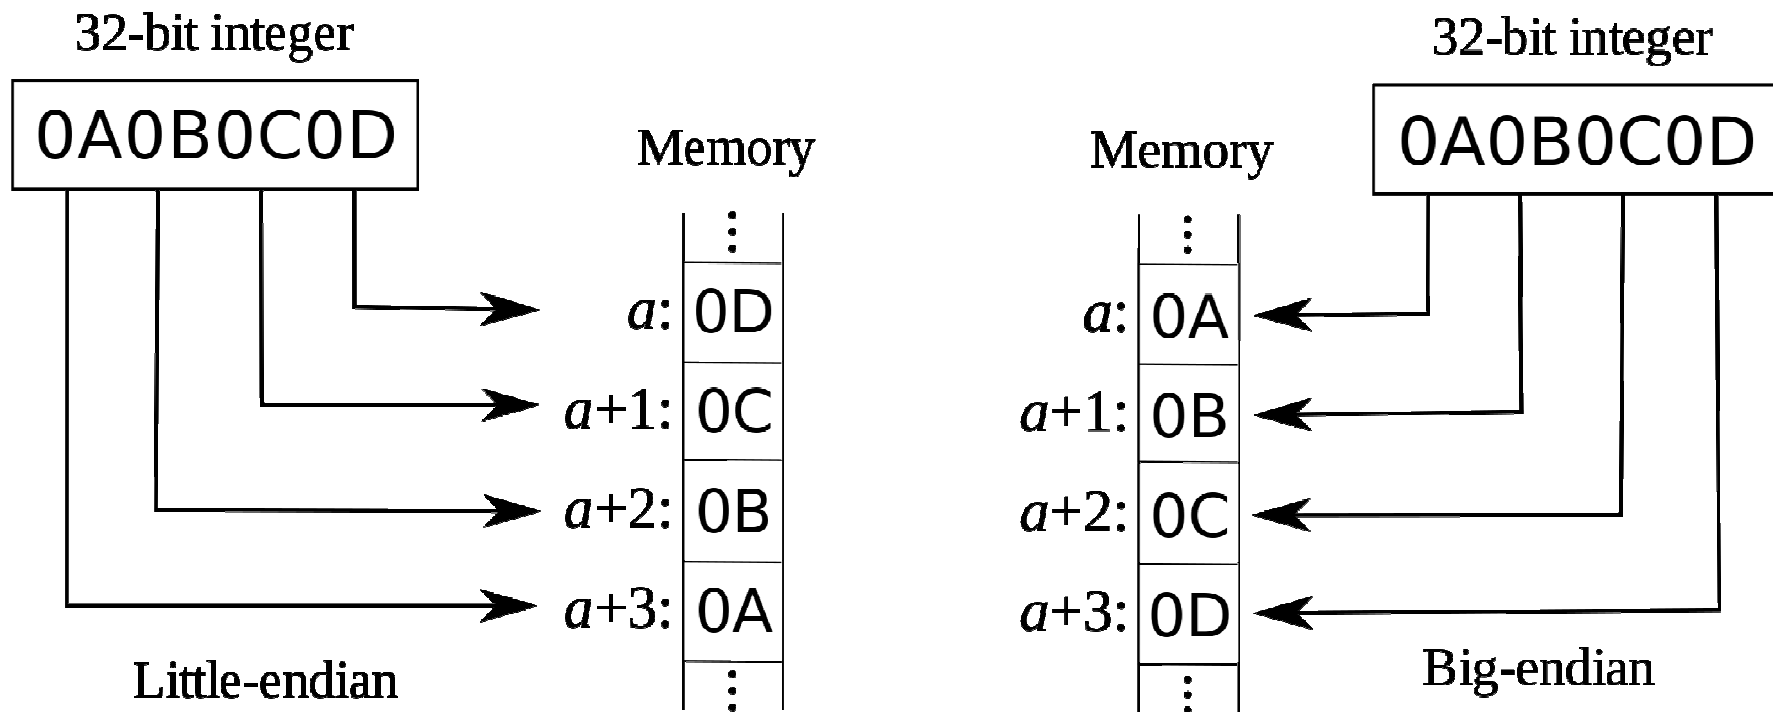 32-bit integer
0A0B0C0D
Memory
⋮
a: 0D
a+1: 0C
a+2: 0B
a+3: 0A
⋮
Little-endian
32-bit integer
0A0B0C0D
Memory
⋮
a: 0A
a+1: 0B
a+2: 0C
a+3: 0D
⋮
Big-endian